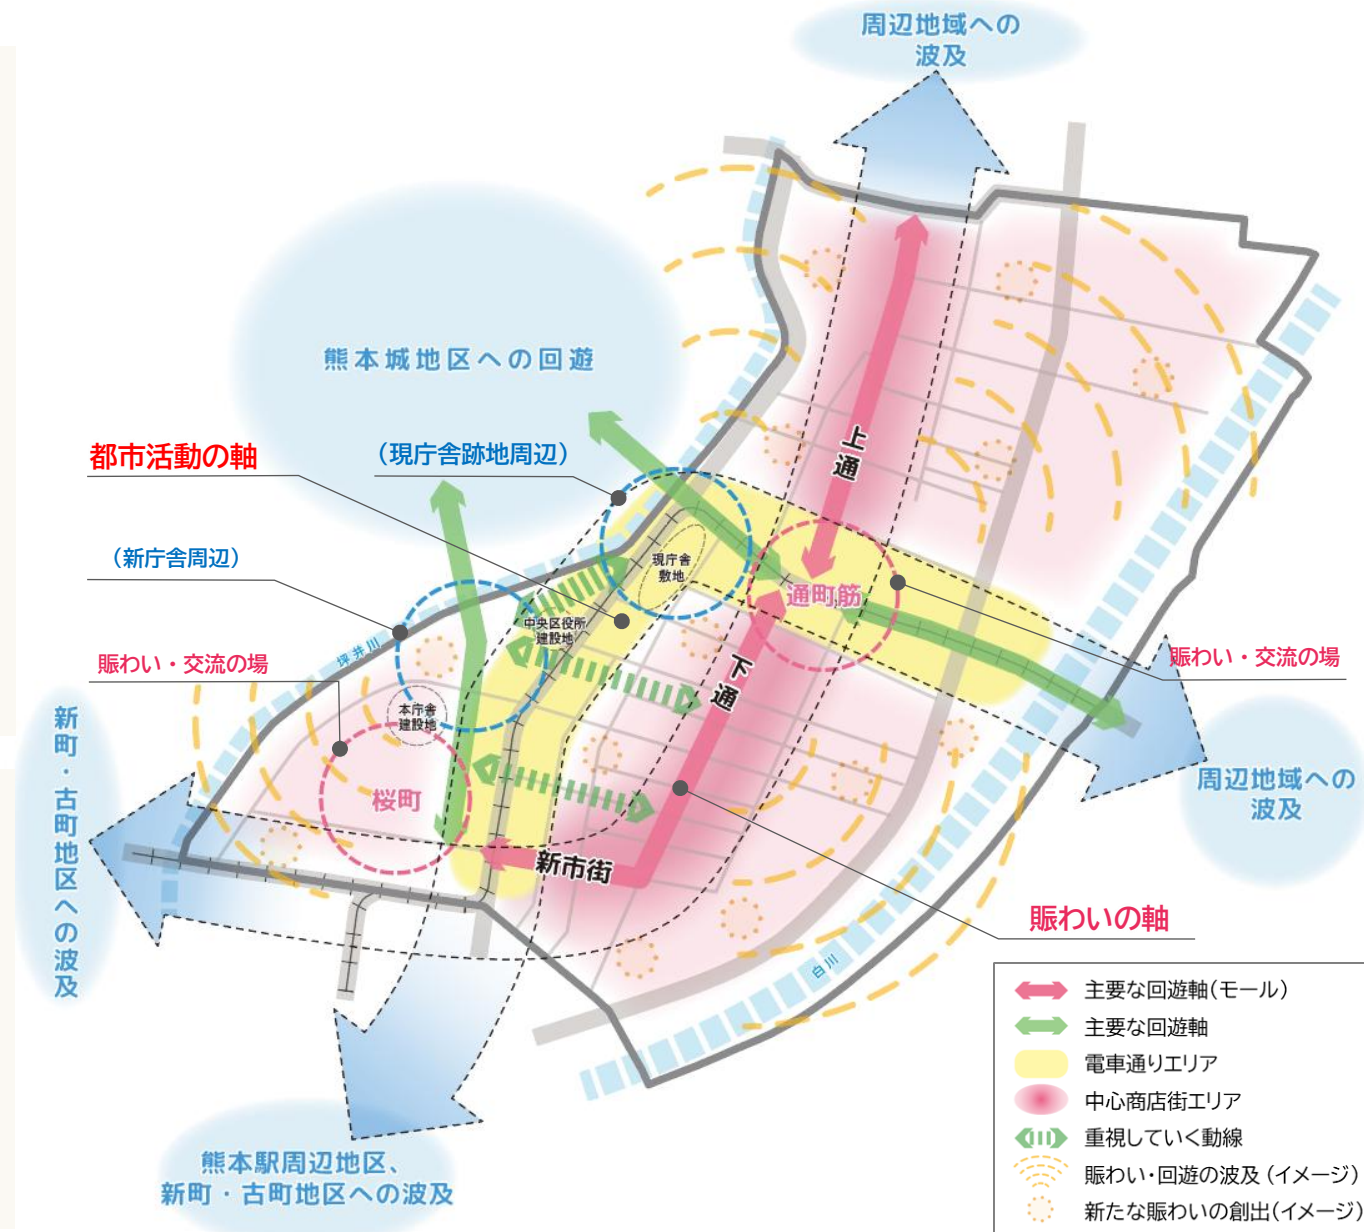 周辺地域への
波及
熊本城地区への回遊
都市活動の軸
(現庁舎跡地周辺)
上通
(新庁舎周辺)
現庁舎
敷地
通町筋
中央区役所
建設地
坪井川
賑わい・交流の場
賑わい・交流の場
下通
本庁舎
建設地
新町・古町地区への波及
桜町
周辺地域への
波及
新市街
賑わいの軸
白川
主要な回遊軸(モール)
主要な回遊軸
電車通りエリア
中心商店街エリア
重視していく動線
賑わい・回遊の波及(イメージ)
新たな賑わいの創出(イメージ)
熊本駅周辺地区、
新町・古町地区への波及